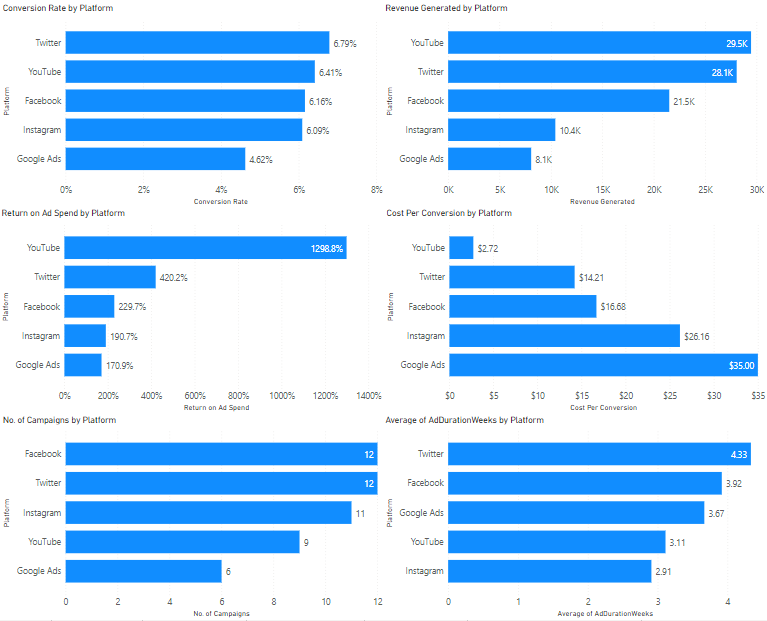 Conversion Rate by Platform
Platform
Twitter 6.79%
YouTube 6.41%
Facebook 6.16%
Instagram 6.09%
Google Ads 4.62%
0% 2% 4% 6% 8%
Conversion Rate
Revenue Generated by Platform
Platform
YouTube 29.5K
Twitter 28.1K
Facebook 21.5K
Instagram 10.4K
Google Ads 8.1K
0K 5K 10K 15K 20K 25K 30K
Revenue Generated
Return on Ad Spend by Platform
Platform
YouTube 1298.8%
Twitter 420.2%
Facebook 229.7%
Instagram 190.7%
Google Ads 170.9%
0% 200% 400% 600% 800% 1000% 1200% 1400%
Return on Ad Spend
Cost Per Conversion by Platform
Platform
YouTube $2.72
Twitter $14.21
Facebook $16.68
Instagram $26.16
Google Ads $35.00
$0 $5 $10 $15 $20 $25 $30 $35
Cost Per Conversion
No. of Campaigns by Platform
Platform
Facebook 12
Twitter 12
Instagram 11
YouTube 9
Google Ads 6
0 2 4 6 8 10 12
No. of Campaigns
Average of AdDurationWeeks by Platform
Platform
Twitter 4.33
Facebook 3.92
Google Ads 3.67
YouTube 3.11
Instagram 2.91
0 1 2 3 4
Average of AdDurationWeeks